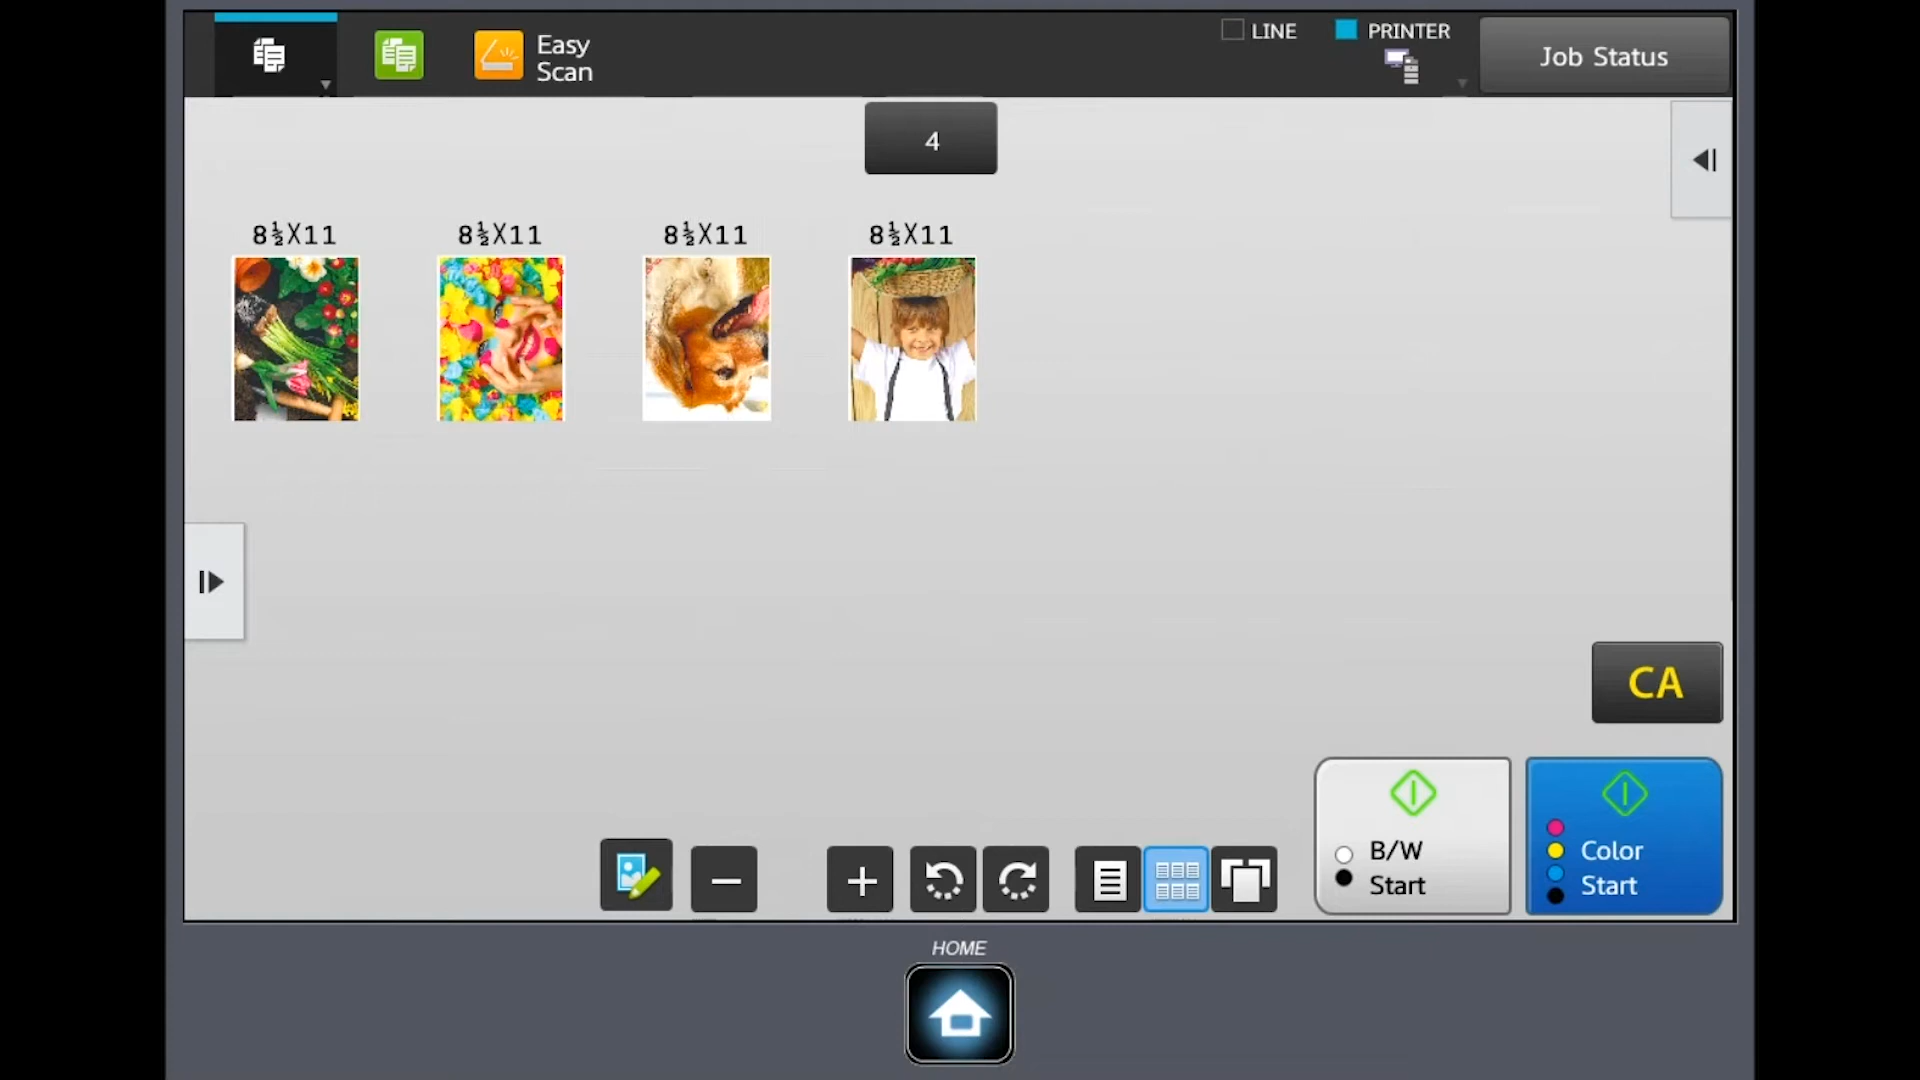 Easy
Scan
LINE
PRINTER
Job Status
4
8½X11
8½X11
8½X11
8½X11
CA
B/W
Start
Color
Start
HOME